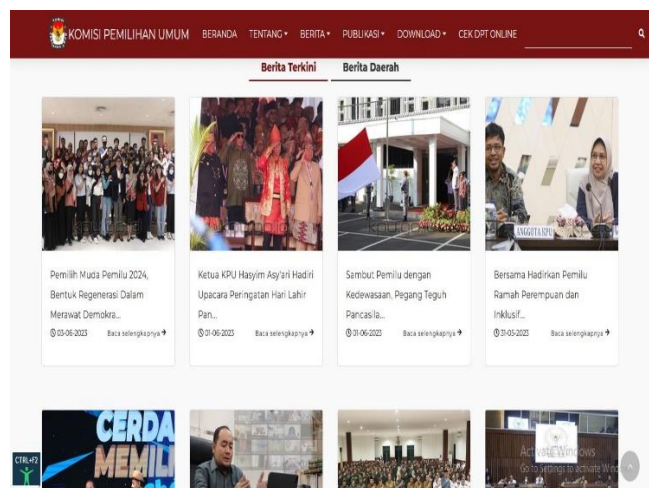 KOMISI PEMILIHAN UMUM BERANDA TENTANG BERITA PUBLIKASI DOWNLOAD CEK DPT ONLINE
Berita Terkini Berita Daerah
ANGGOTA KPU
Pemilih Muda Pemilu 2024,
Bentuk Regenerasi Dalam
Merawat Demokra...
03-06-2023 Baca selengkapnya
Ketua KPU Hasyim Asy'ari Hadiri
Upacara Peringatan Hari Lahir
Pan...
01-06-2023 Baca selengkapnya
Sambut Pemilu dengan
Kedewasaan, Pegang Teguh
Pancasila...
01-06-2023 Baca selengkapnya
Bersama Hadirkan Pemilu
Ramah Perempuan dan
Inklusif...
31-05-2023 Baca selengkapnya
CERDA
MEMILI
CTRL+F2
Activate Windows
Go to Settings to activate Wind